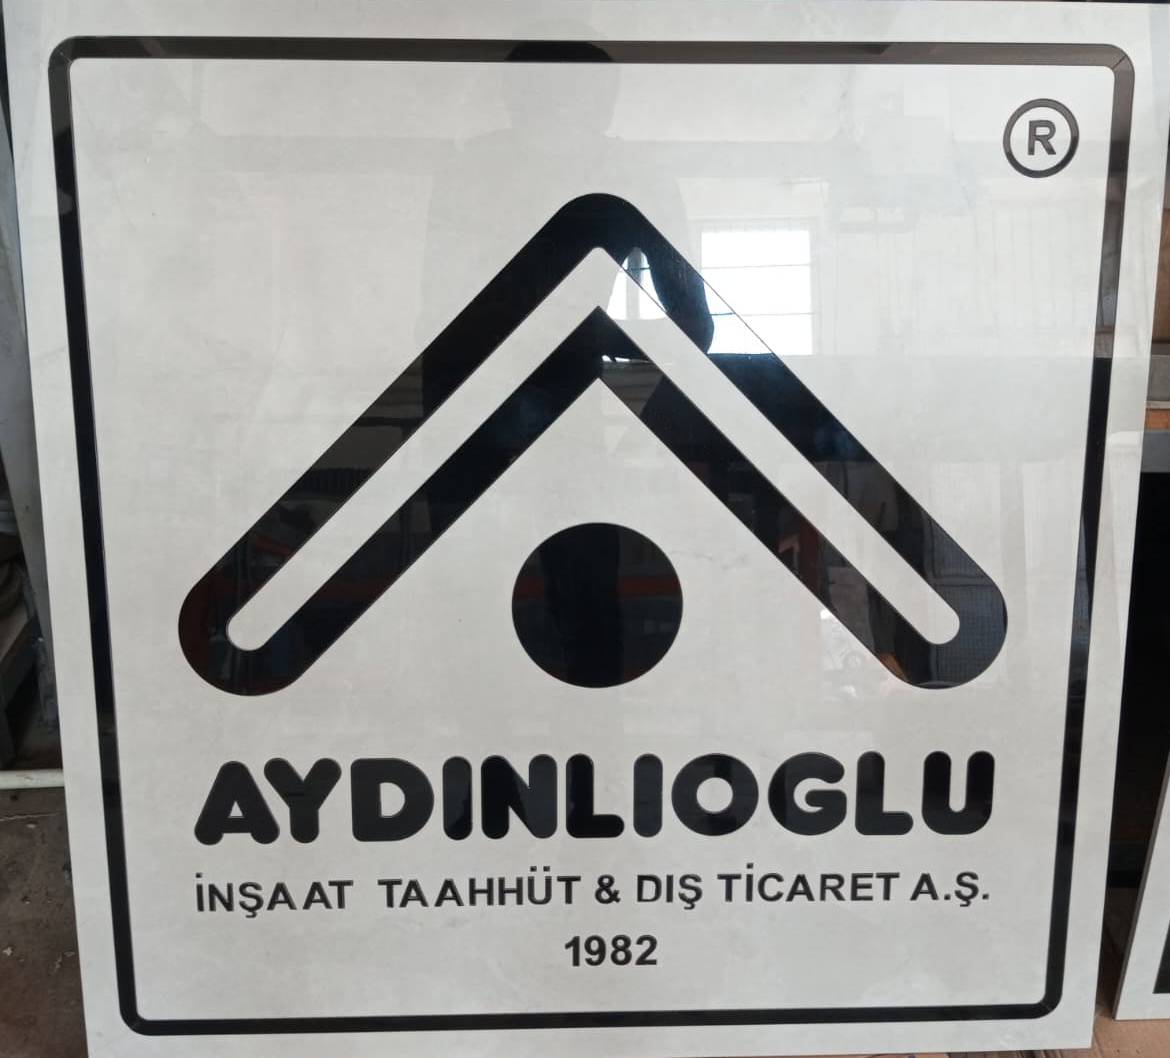 ®
AYDINLIOGLU
İNŞAAT TAAHHÜT & DIŞ TİCARET A.Ş.
1982